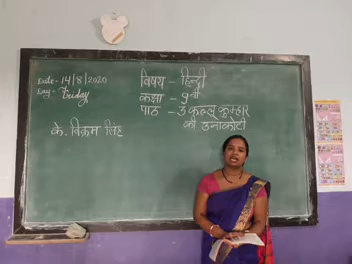 Date - 14/8/2020
Day - Friday
विषय - हिन्दी
कक्षा - 9वीं
पाठ - 3 कल्लू कुम्हार
की उनाकोटी
के. विक्रम सिंह